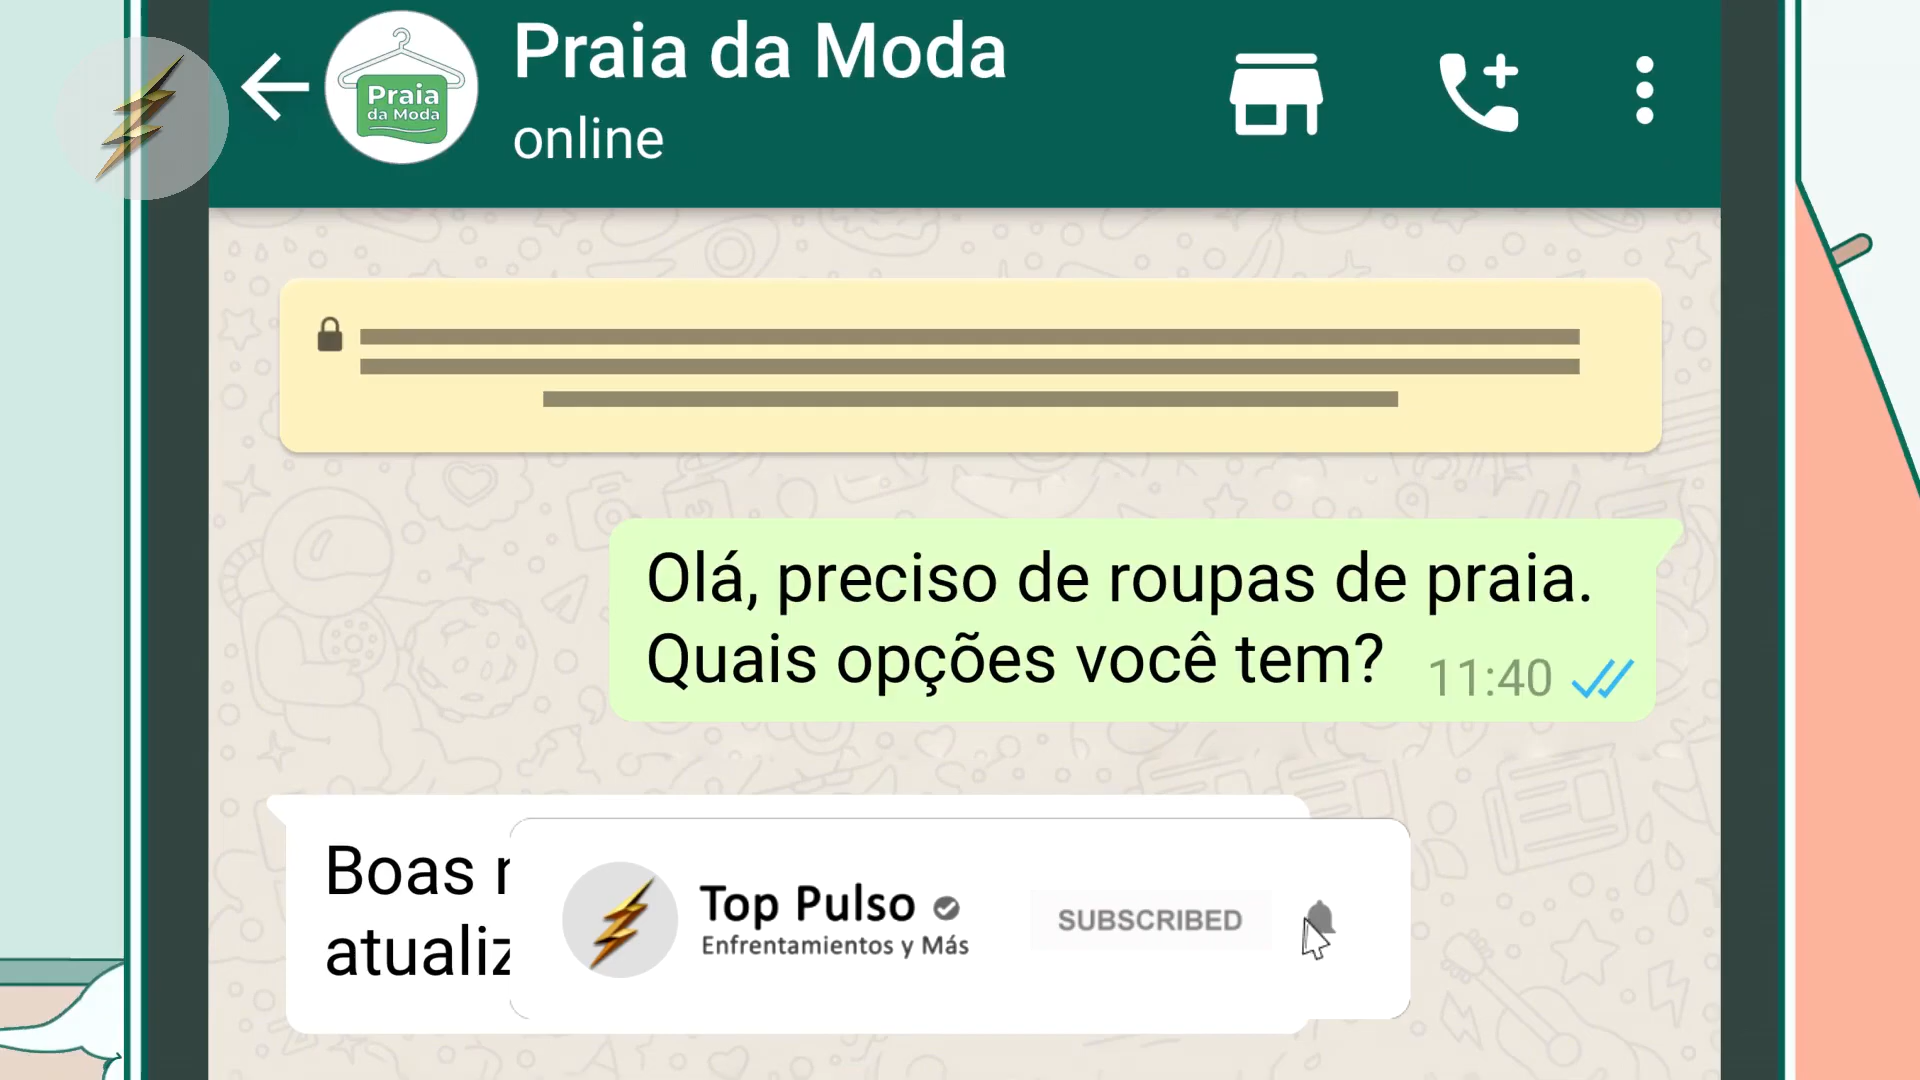 Praia da Moda
online
Praia
da Moda
Olá, preciso de roupas de praia.
Quais opções você tem?
11:40
Boas
Top Pulso
Enfrentamientos y Más
SUBSCRIBED